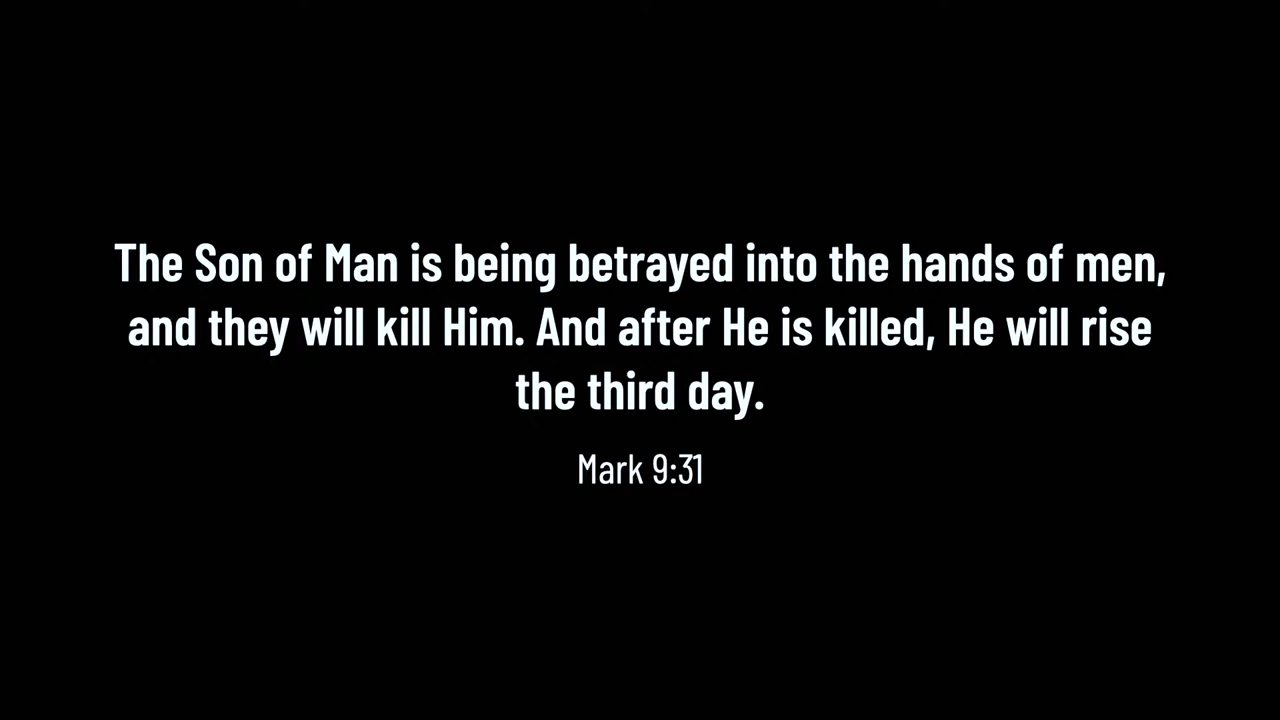 The Son of Man is being betrayed into the hands of men,
and they will kill Him. And after He is killed, He will rise
the third day.
Mark 9:31